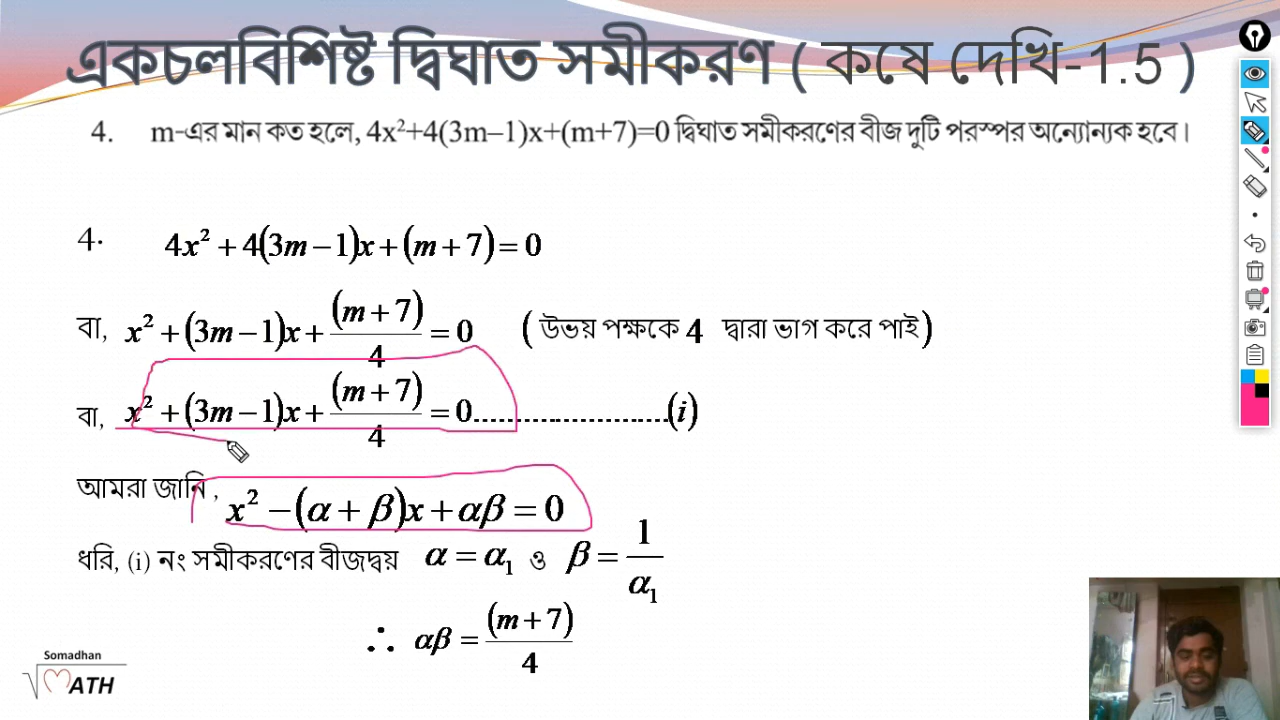 একচলবিশিষ্ট দ্বিঘাত সমীকরণ ( কষে দেখি-1.5 )
4. m-এর মান কত হলে, 4x²+4(3m–1)x+(m+7)=0 দ্বিঘাত সমীকরণের বীজ দুটি পরস্পর অন্যোন্যক হবে।
4. 4x² + 4(3m − 1)x + (m + 7) = 0
বা, x² + (3m − 1)x + (m + 7)/4 = 0 ( উভয় পক্ষকে 4 দ্বারা ভাগ করে পাই )
বা, x² + (3m − 1)x + (m + 7)/4 = 0........................(i)
আমরা জানি , x² − (α + β)x + αβ = 0
ধরি, (i) নং সমীকরণের বীজদ্বয় α = α₁ ও β = 1/α₁
∴ αβ = (m + 7)/4
Somadhan
√MATH